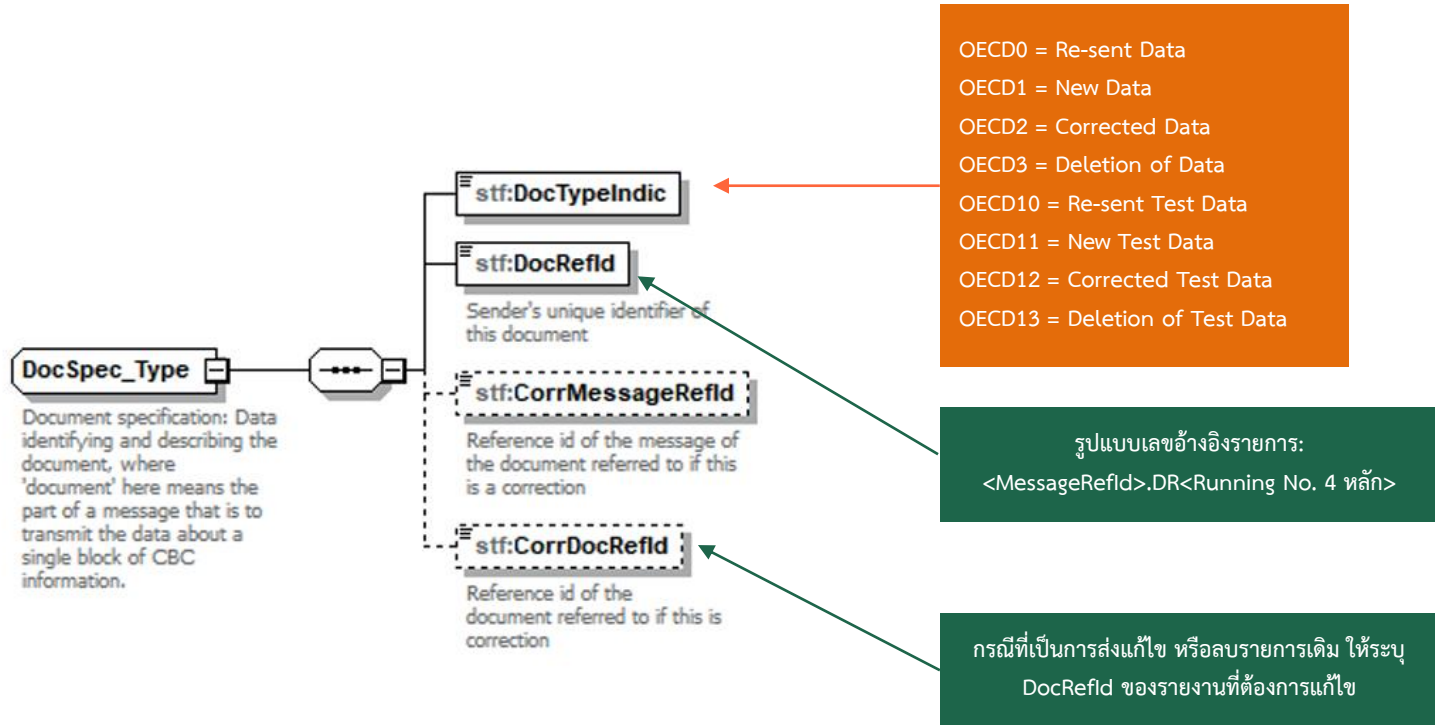 OECD0 = Re-sent Data
OECD1 = New Data
OECD2 = Corrected Data
OECD3 = Deletion of Data
OECD10 = Re-sent Test Data
OECD11 = New Test Data
OECD12 = Corrected Test Data
OECD13 = Deletion of Test Data
stf:DocTypeIndic
stf:DocRefId
Sender's unique identifier of
this document
DocSpec_Type
Document specification: Data
identifying and describing the
document, where
'document' here means the
part of a message that is to
transmit the data about a
single block of CBC
information.
stf:CorrMessageRefId
Reference id of the message of
the document referred to if this
is a correction
stf:CorrDocRefId
Reference id of the
document referred to if this is
correction
รูปแบบเลขอ้างอิงรายการ:
<MessageRefId>.DR<Running No. 4 หลัก>
กรณีที่เป็นการส่งแก้ไข หรือลบรายการเดิม ให้ระบุ
DocRefId ของรายงานที่ต้องการแก้ไข